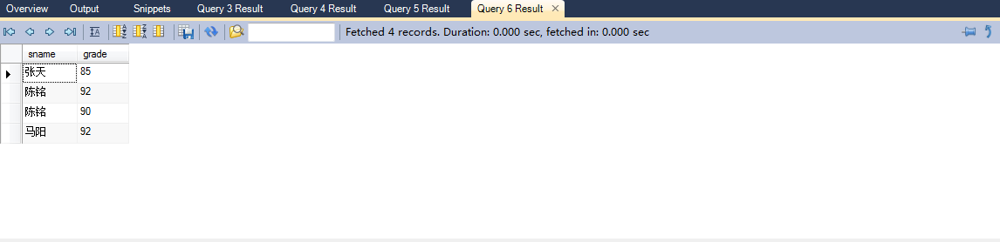 Overview Output Snippets Query 3 Result Query 4 Result Query 5 Result Query 6 Result
Fetched 4 records. Duration: 0.000 sec, fetched in: 0.000 sec
sname grade
张天 85
陈铭 92
陈铭 90
马阳 92